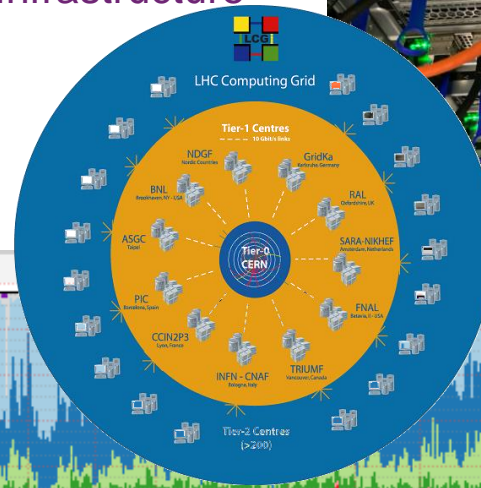 Infrastructure
LCG
LHC Computing Grid
Tier-1 Centres
10 Gbit/s links
NDGF
Nordic Countries
GridKa
Karlsruhe, Germany
BNL
Brookhaven, NY - USA
RAL
Oxfordshire, UK
ASGC
Taipei
Tier-0
CERN
SARA-NIKHEF
Amsterdam, Netherlands
PIC
Barcelona, Spain
FNAL
Batavia, Il - USA
CCIN2P3
Lyon, France
TRIUMF
Vancouver, Canada
INFN - CNAF
Bologna, Italy
Tier-2 Centres
(>200)